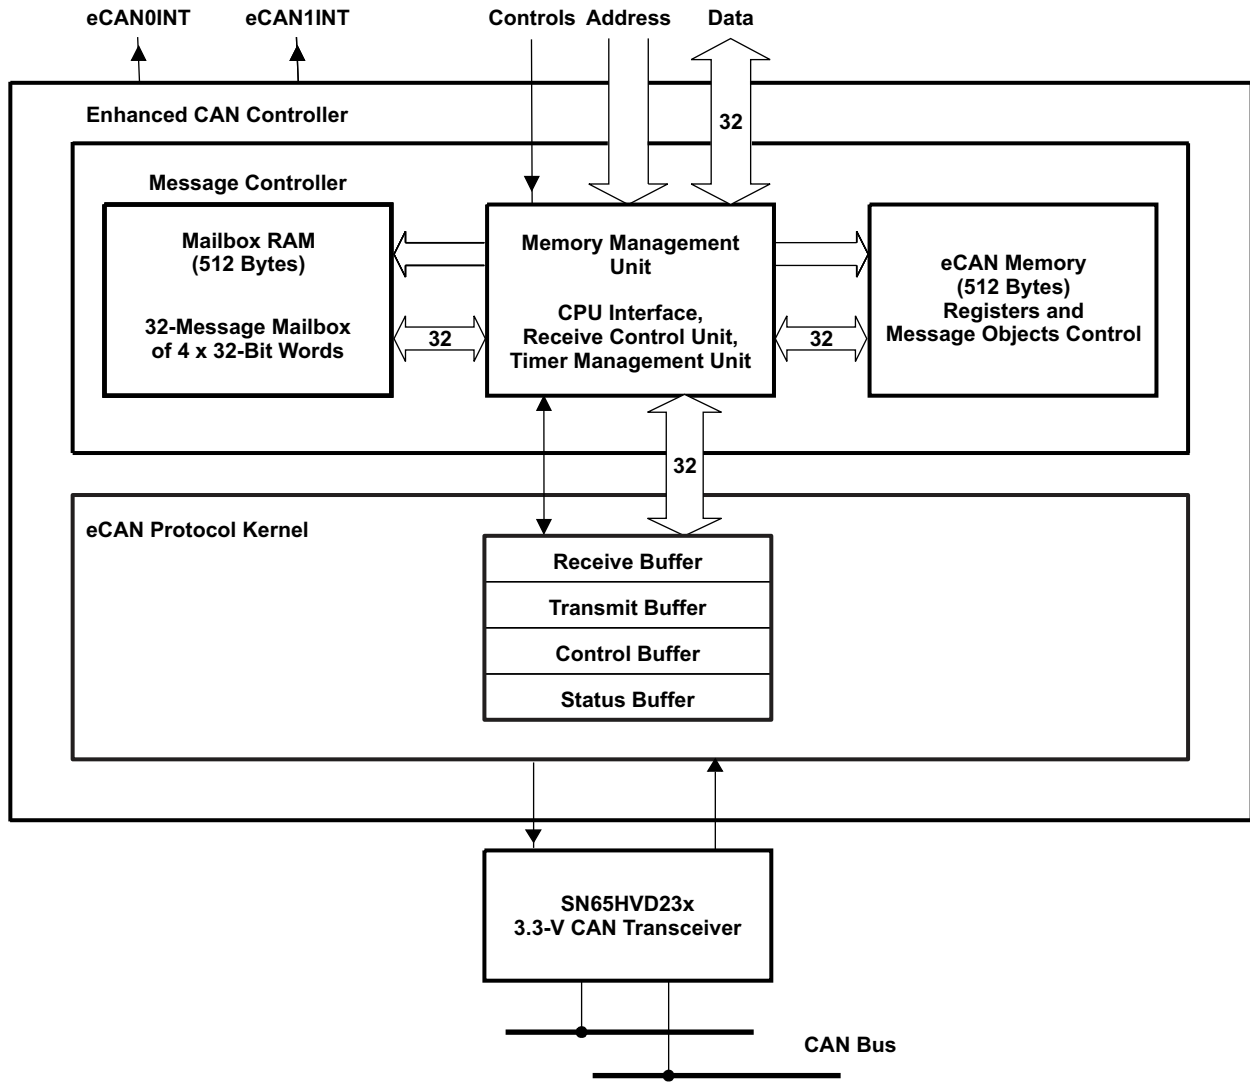 eCAN0INT
eCAN1INT
Controls
Address
Data
Enhanced CAN Controller
32
Message Controller
Mailbox RAM
(512 Bytes)
32-Message Mailbox
of 4 x 32-Bit Words
32
Memory Management
Unit
CPU Interface,
Receive Control Unit,
Timer Management Unit
32
eCAN Memory
(512 Bytes)
Registers and
Message Objects Control
32
eCAN Protocol Kernel
Receive Buffer
Transmit Buffer
Control Buffer
Status Buffer
SN65HVD23x
3.3-V CAN Transceiver
CAN Bus